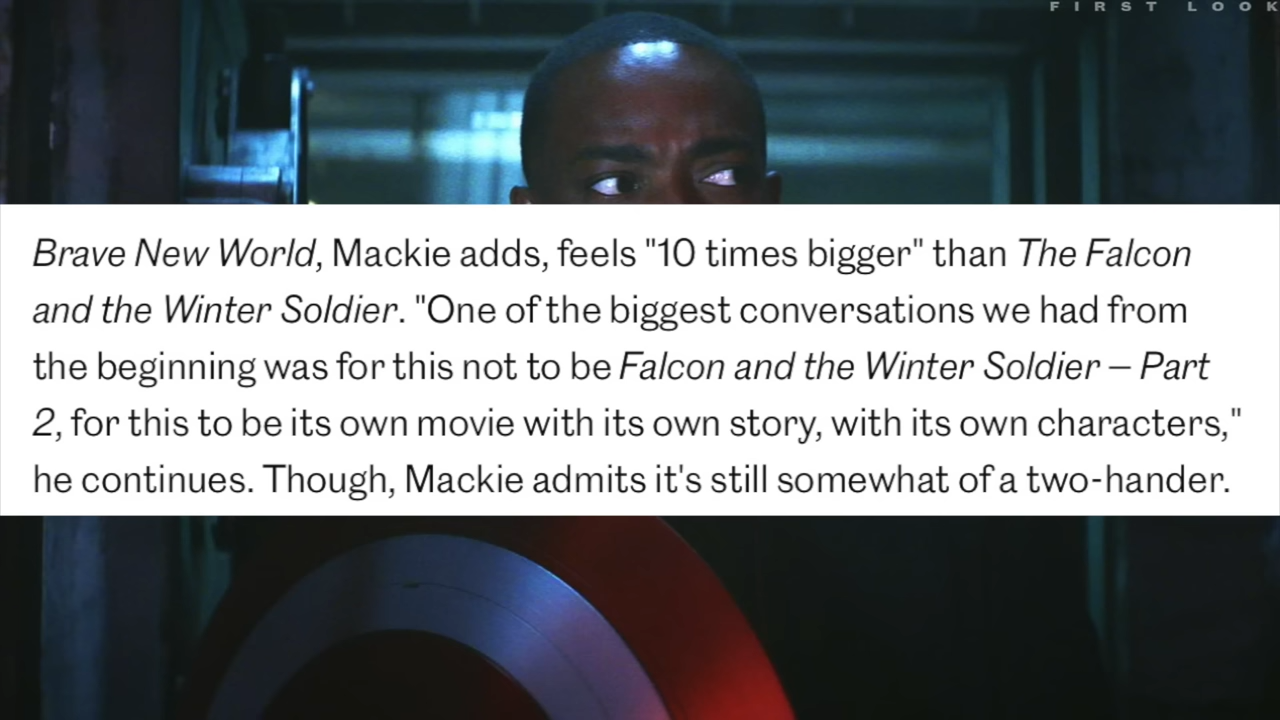 FIRST LOOK
Brave New World, Mackie adds, feels "10 times bigger" than The Falcon
and the Winter Soldier. "One of the biggest conversations we had from
the beginning was for this not to be Falcon and the Winter Soldier – Part
2, for this to be its own movie with its own story, with its own characters,"
he continues. Though, Mackie admits it's still somewhat of a two-hander.